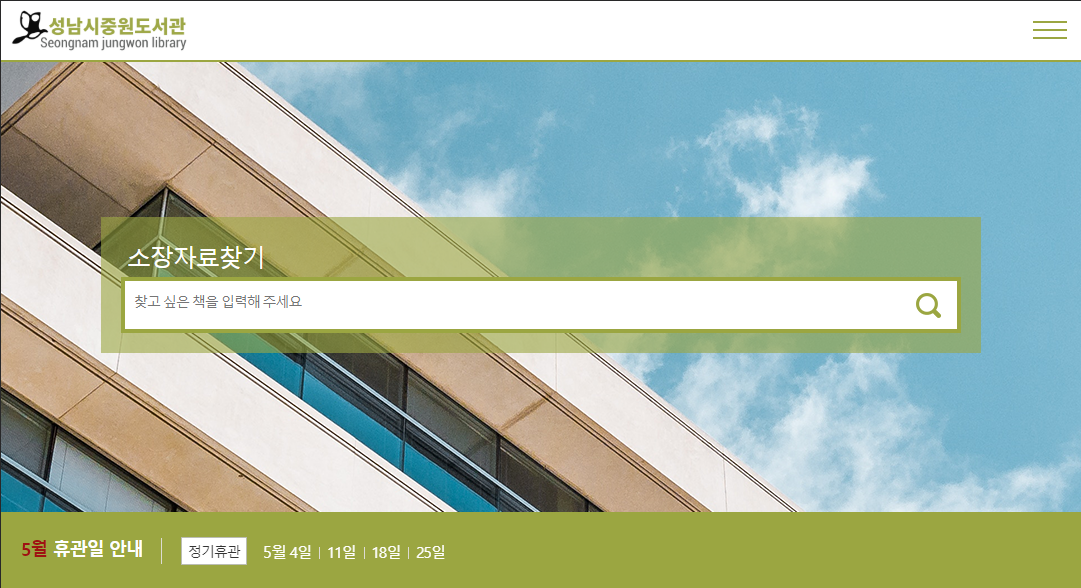 성남시중원도서관
Seongnam jungwon library
소장자료찾기
찾고 싶은 책을 입력해 주세요
5월 휴관일 안내 정기휴관 5월 4일 | 11일 | 18일 | 25일